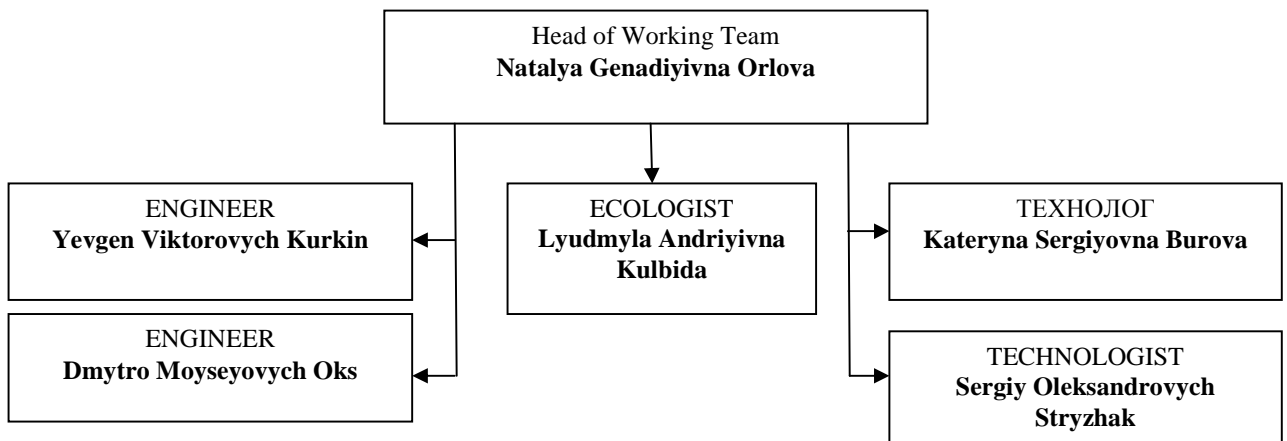 Head of Working Team
Natalya Genadiyivna Orlova
ENGINEER
Yevgen Viktorovych Kurkin
ECOLOGIST
Lyudmyla Andriyivna
Kulbida
ТЕХНОЛОГ
Kateryna Sergiyovna Burova
ENGINEER
Dmytro Moyseyovych Oks
TECHNOLOGIST
Sergiy Oleksandrovych
Stryzhak